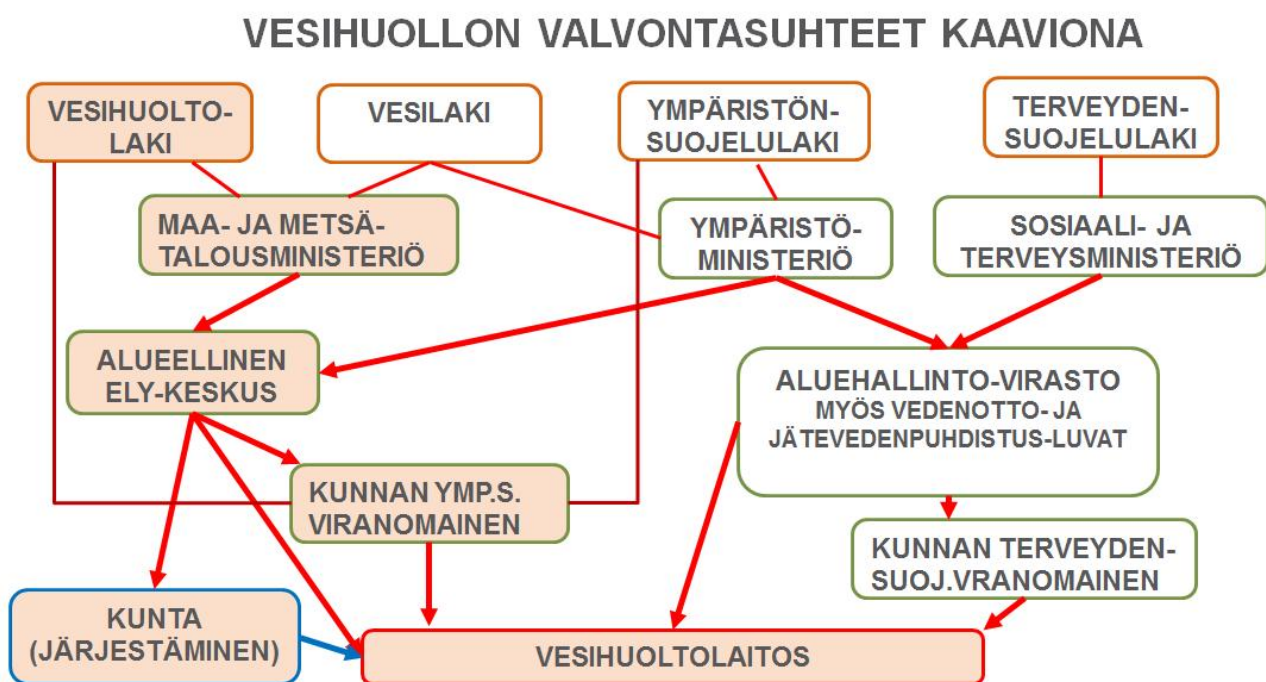 VESIHUOLLON VALVONTASUHTEET KAAVIONA
VESIHUOLTO-
LAKI
VESILAKI
YMPÄRISTÖN-
SUOJELULAKI
TERVEYDEN-
SUOJELULAKI
MAA- JA METSÄ-
TALOUSMINISTERIÖ
YMPÄRISTÖ-
MINISTERIÖ
SOSIAALI- JA
TERVEYSMINISTERIÖ
ALUEELLINEN
ELY-KESKUS
ALUEHALLINTO-VIRASTO
MYÖS VEDENOTTO- JA
JÄTEVEDENPUHDISTUS-LUVAT
KUNNAN YMP.S.
VIRANOMAINEN
KUNNAN TERVEYDEN-
SUOJ.VRANOMAINEN
KUNTA
(JÄRJESTÄMINEN)
VESIHUOLTOLAITOS